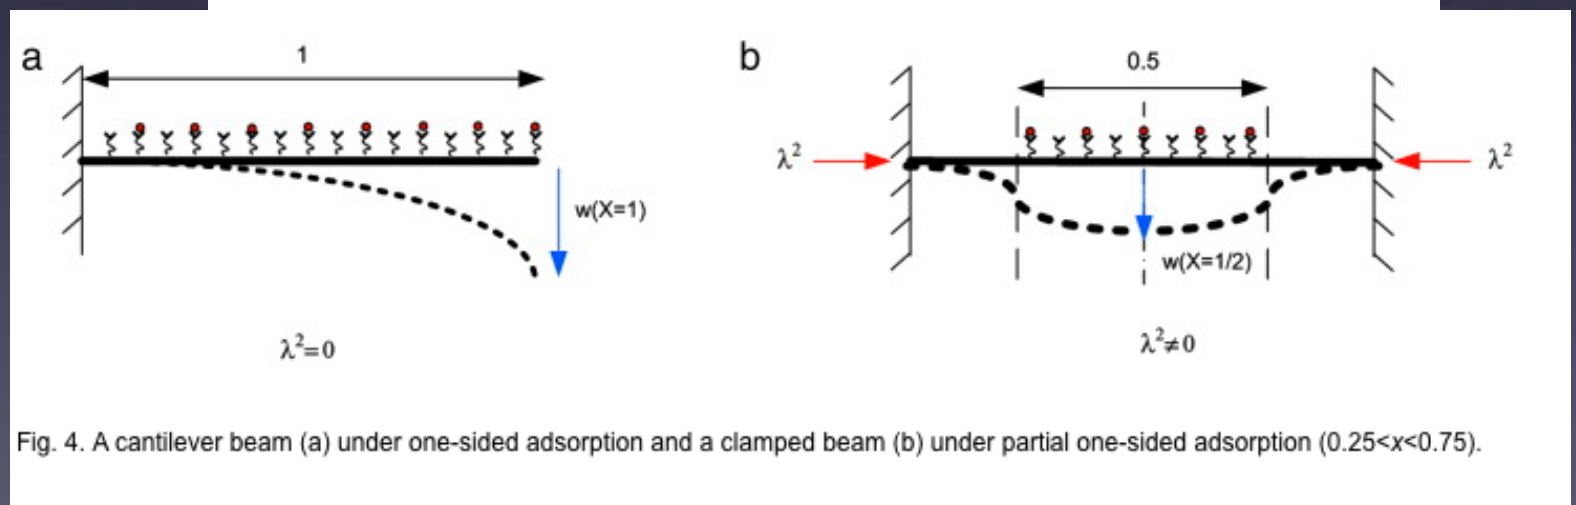 a
1
w(X=1)
λ²=0
b
0.5
λ²
λ²
w(X=1/2)
λ²≠0
Fig. 4. A cantilever beam (a) under one-sided adsorption and a clamped beam (b) under partial one-sided adsorption (0.25<x<0.75).